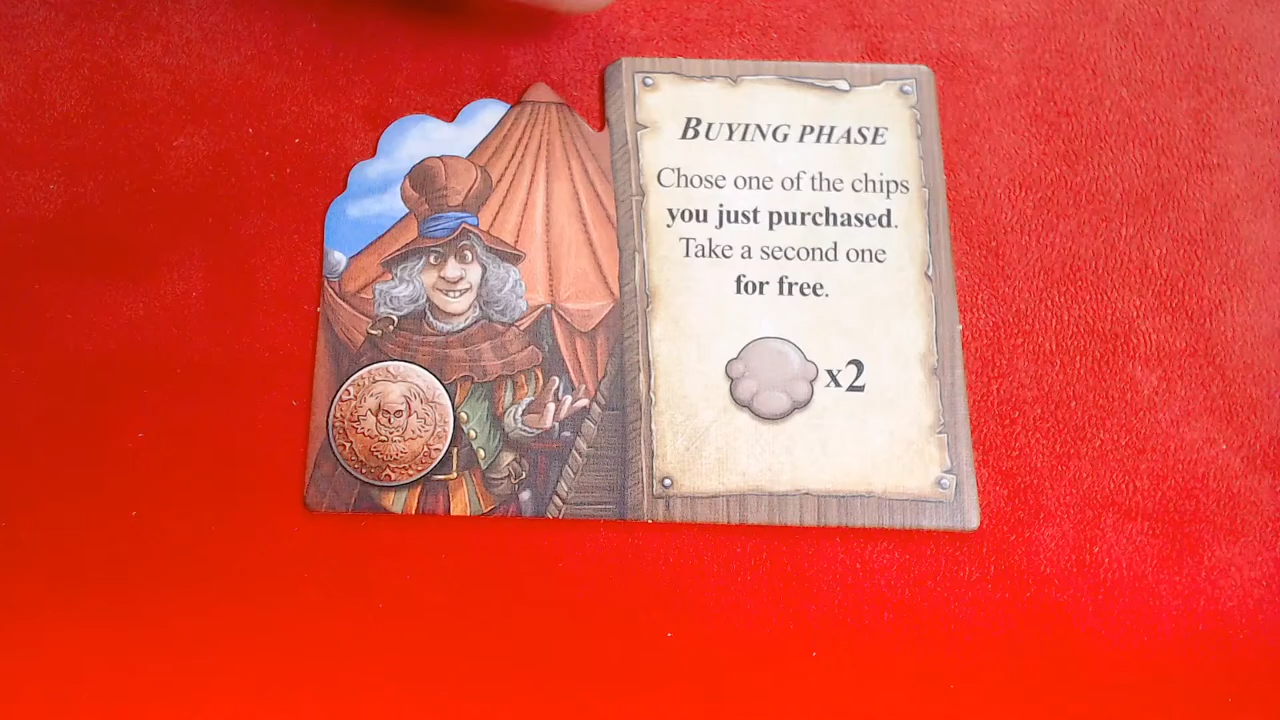 BUYING PHASE
Chose one of the chips
you just purchased.
Take a second one
for free.
x2